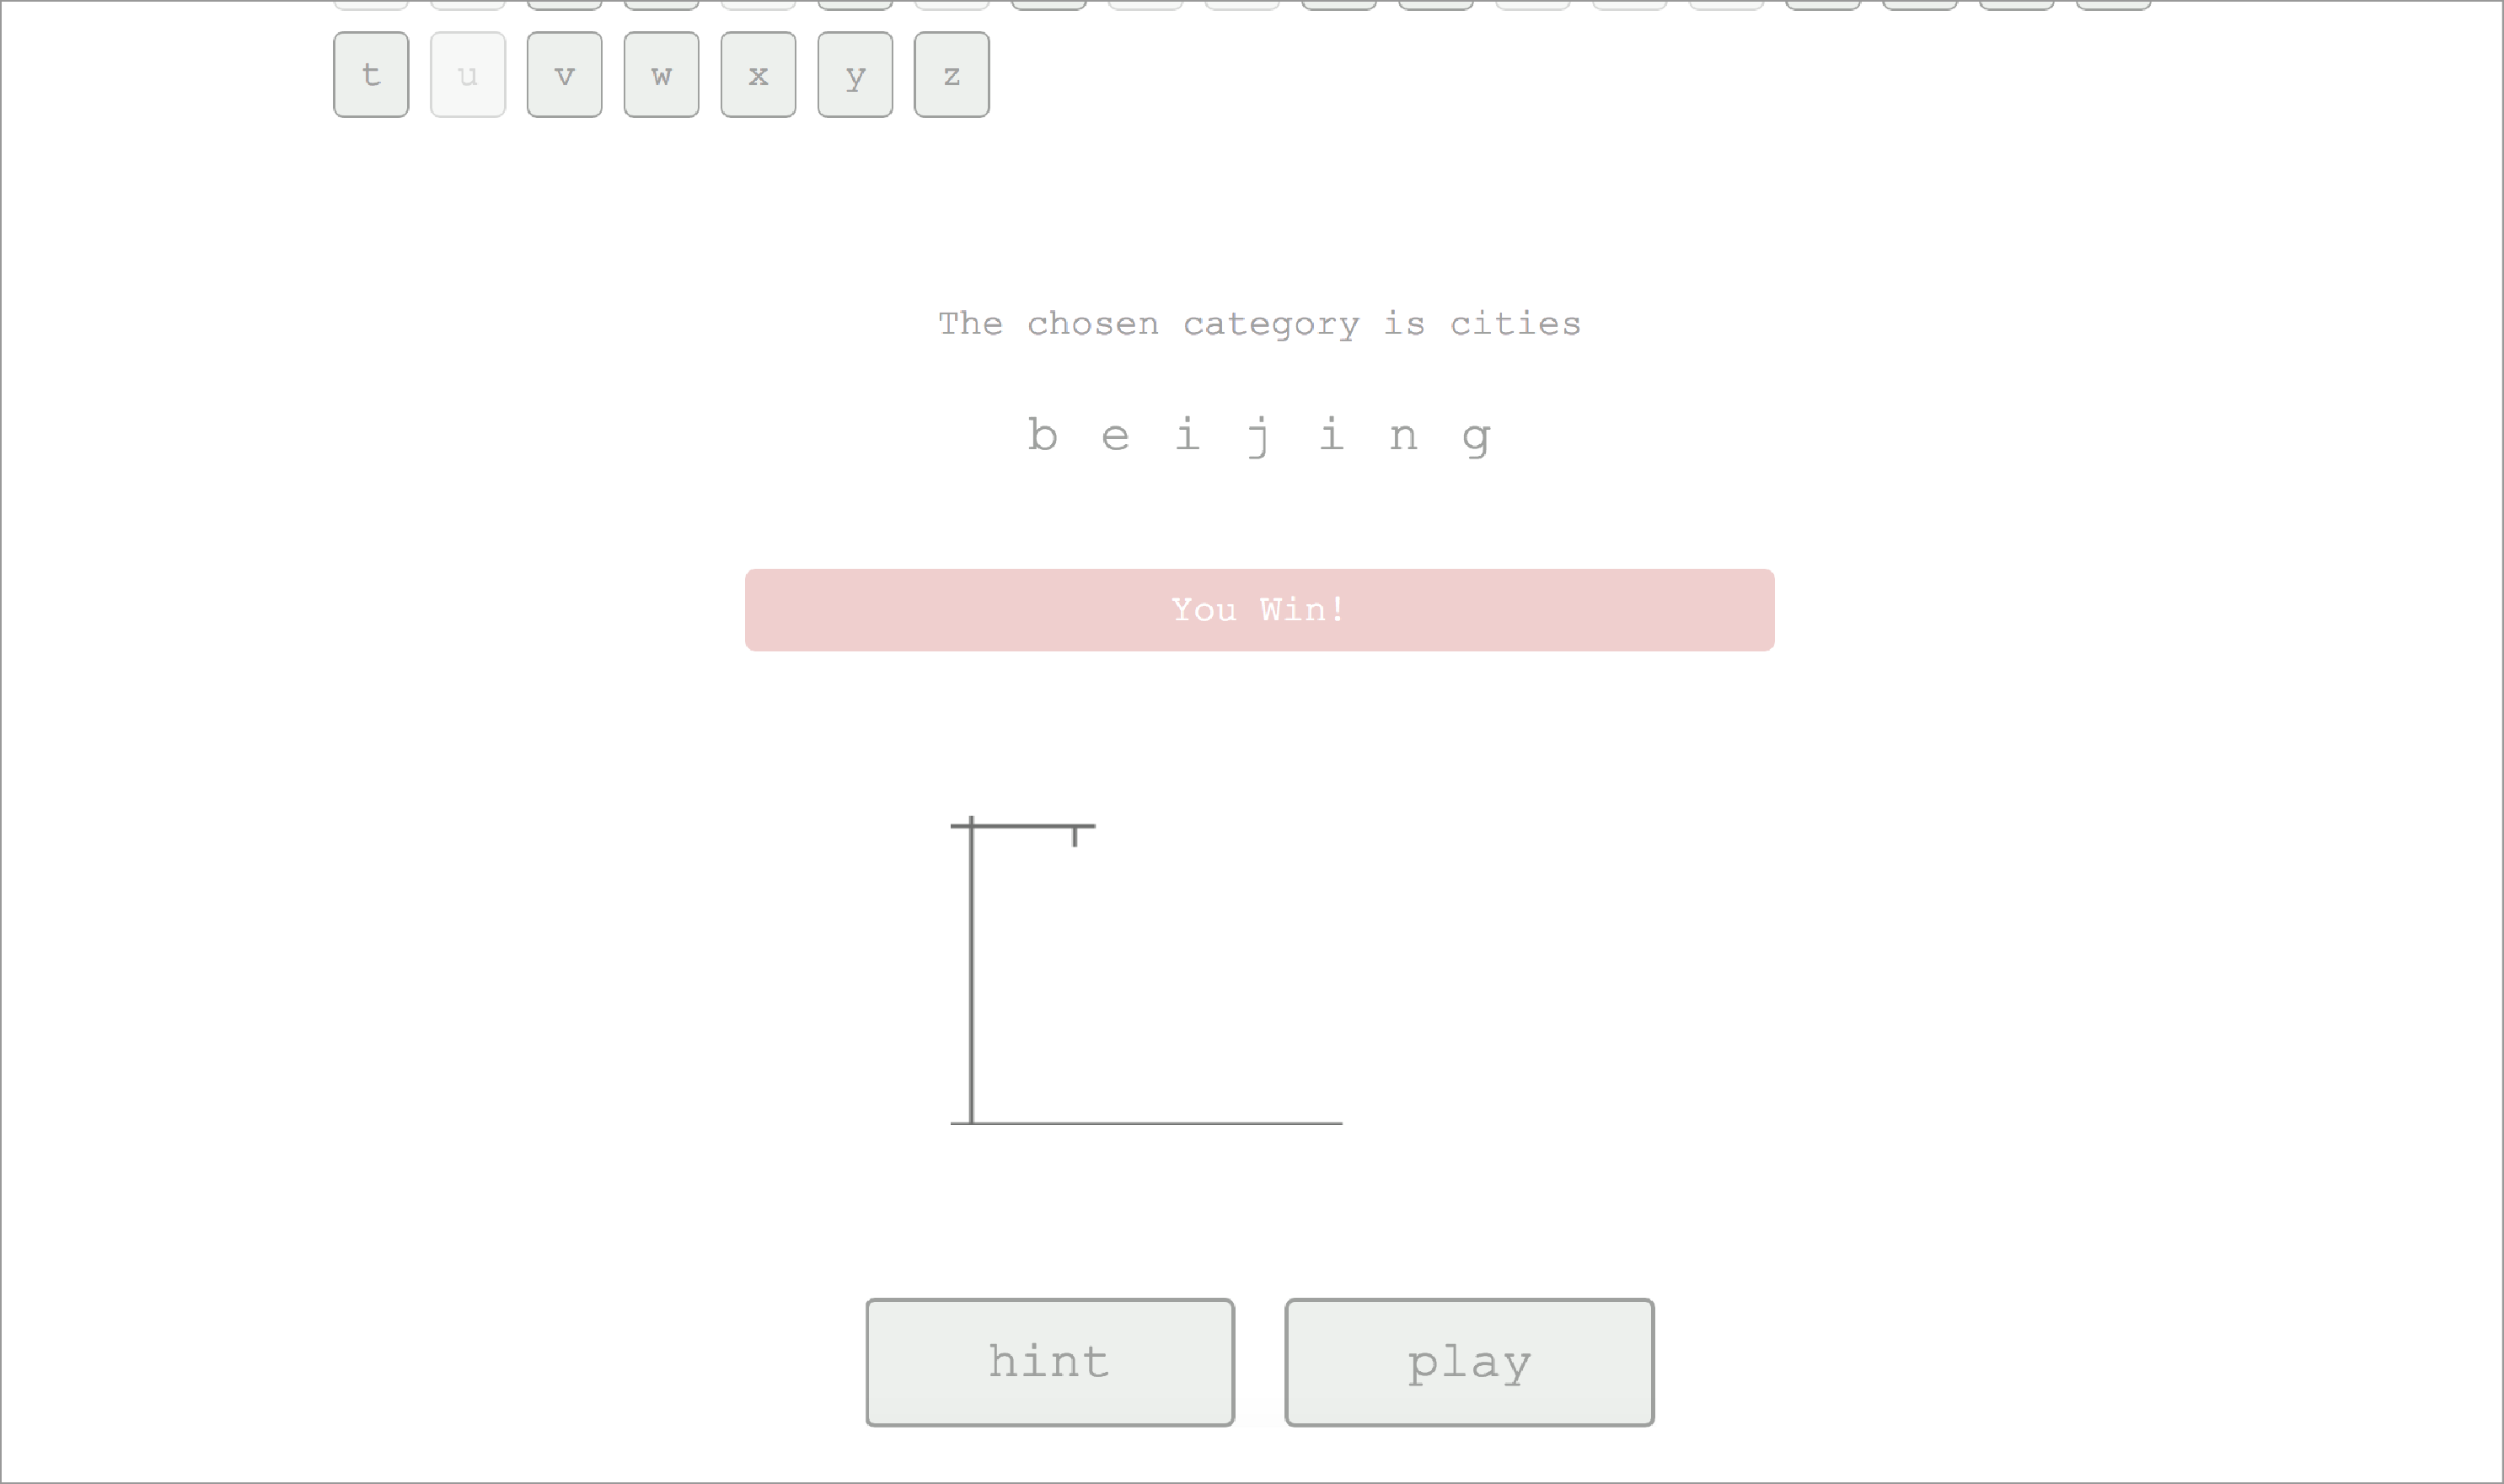 t u v w x y z
The chosen category is cities
b e i j i n g
You Win!
hint play